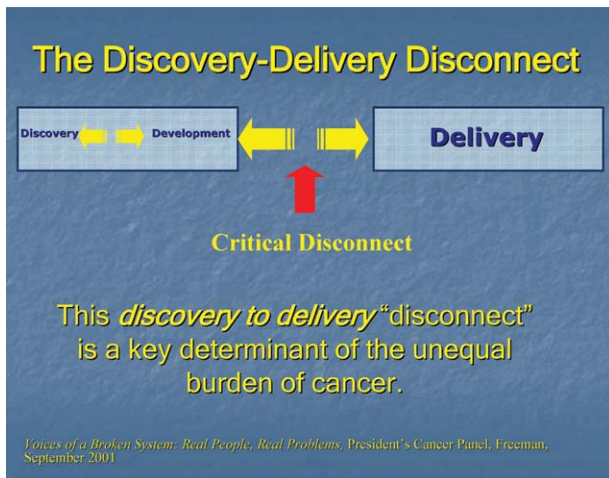 The Discovery-Delivery Disconnect
Discovery
Development
Delivery
Critical Disconnect
This discovery to delivery “disconnect”
is a key determinant of the unequal
burden of cancer.
Voices of a Broken System: Real People, Real Problems, President’s Cancer Panel, Freeman,
September 2001